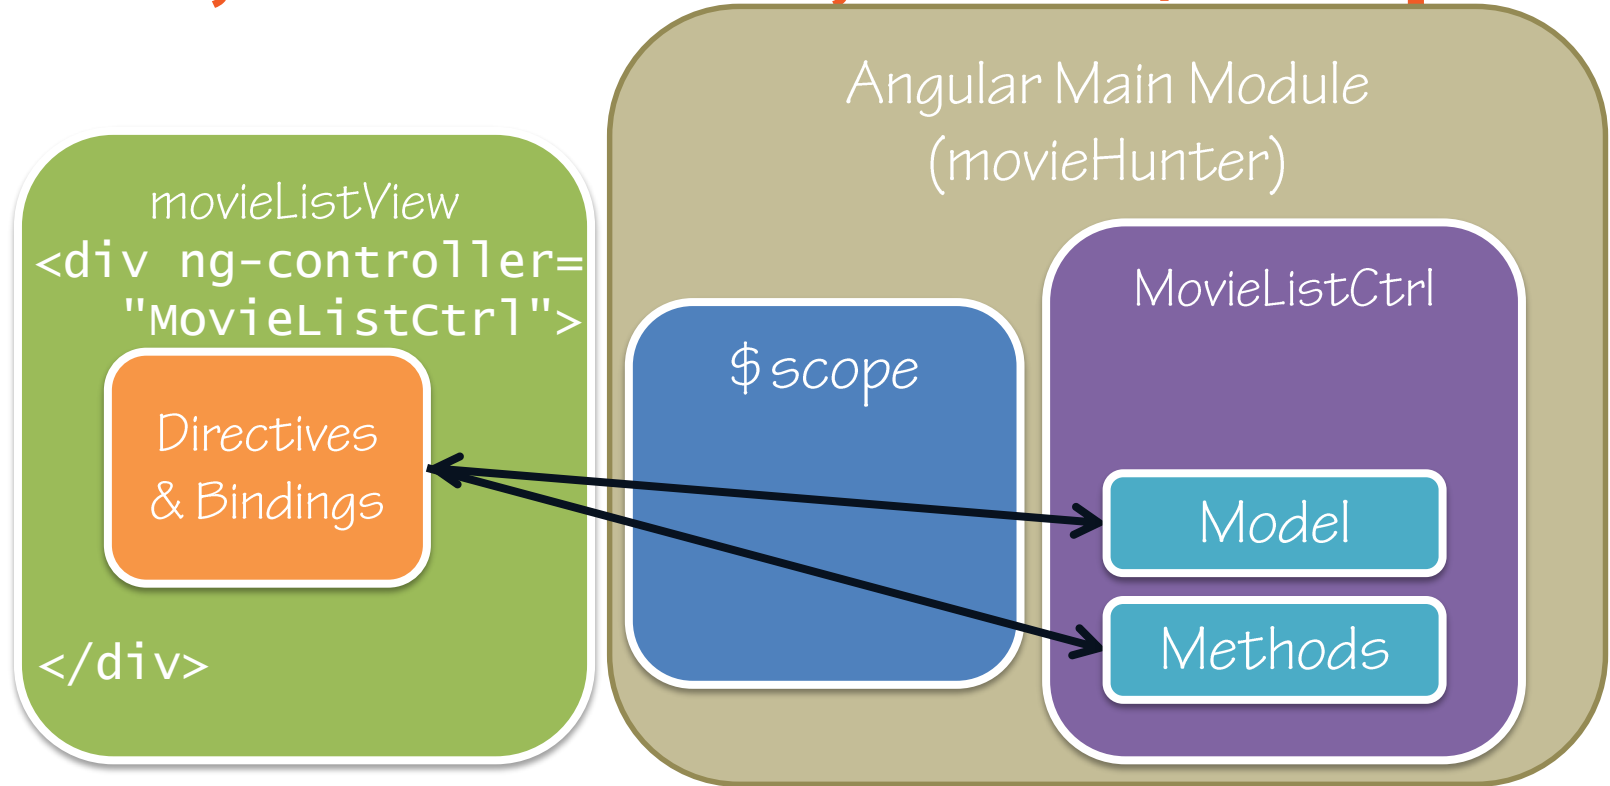 Angular Main Module
(movieHunter)
movieListView
<div ng-controller=
"MovieListCtrl">
Directives
& Bindings
</div>
$scope
MovieListCtrl
Model
Methods